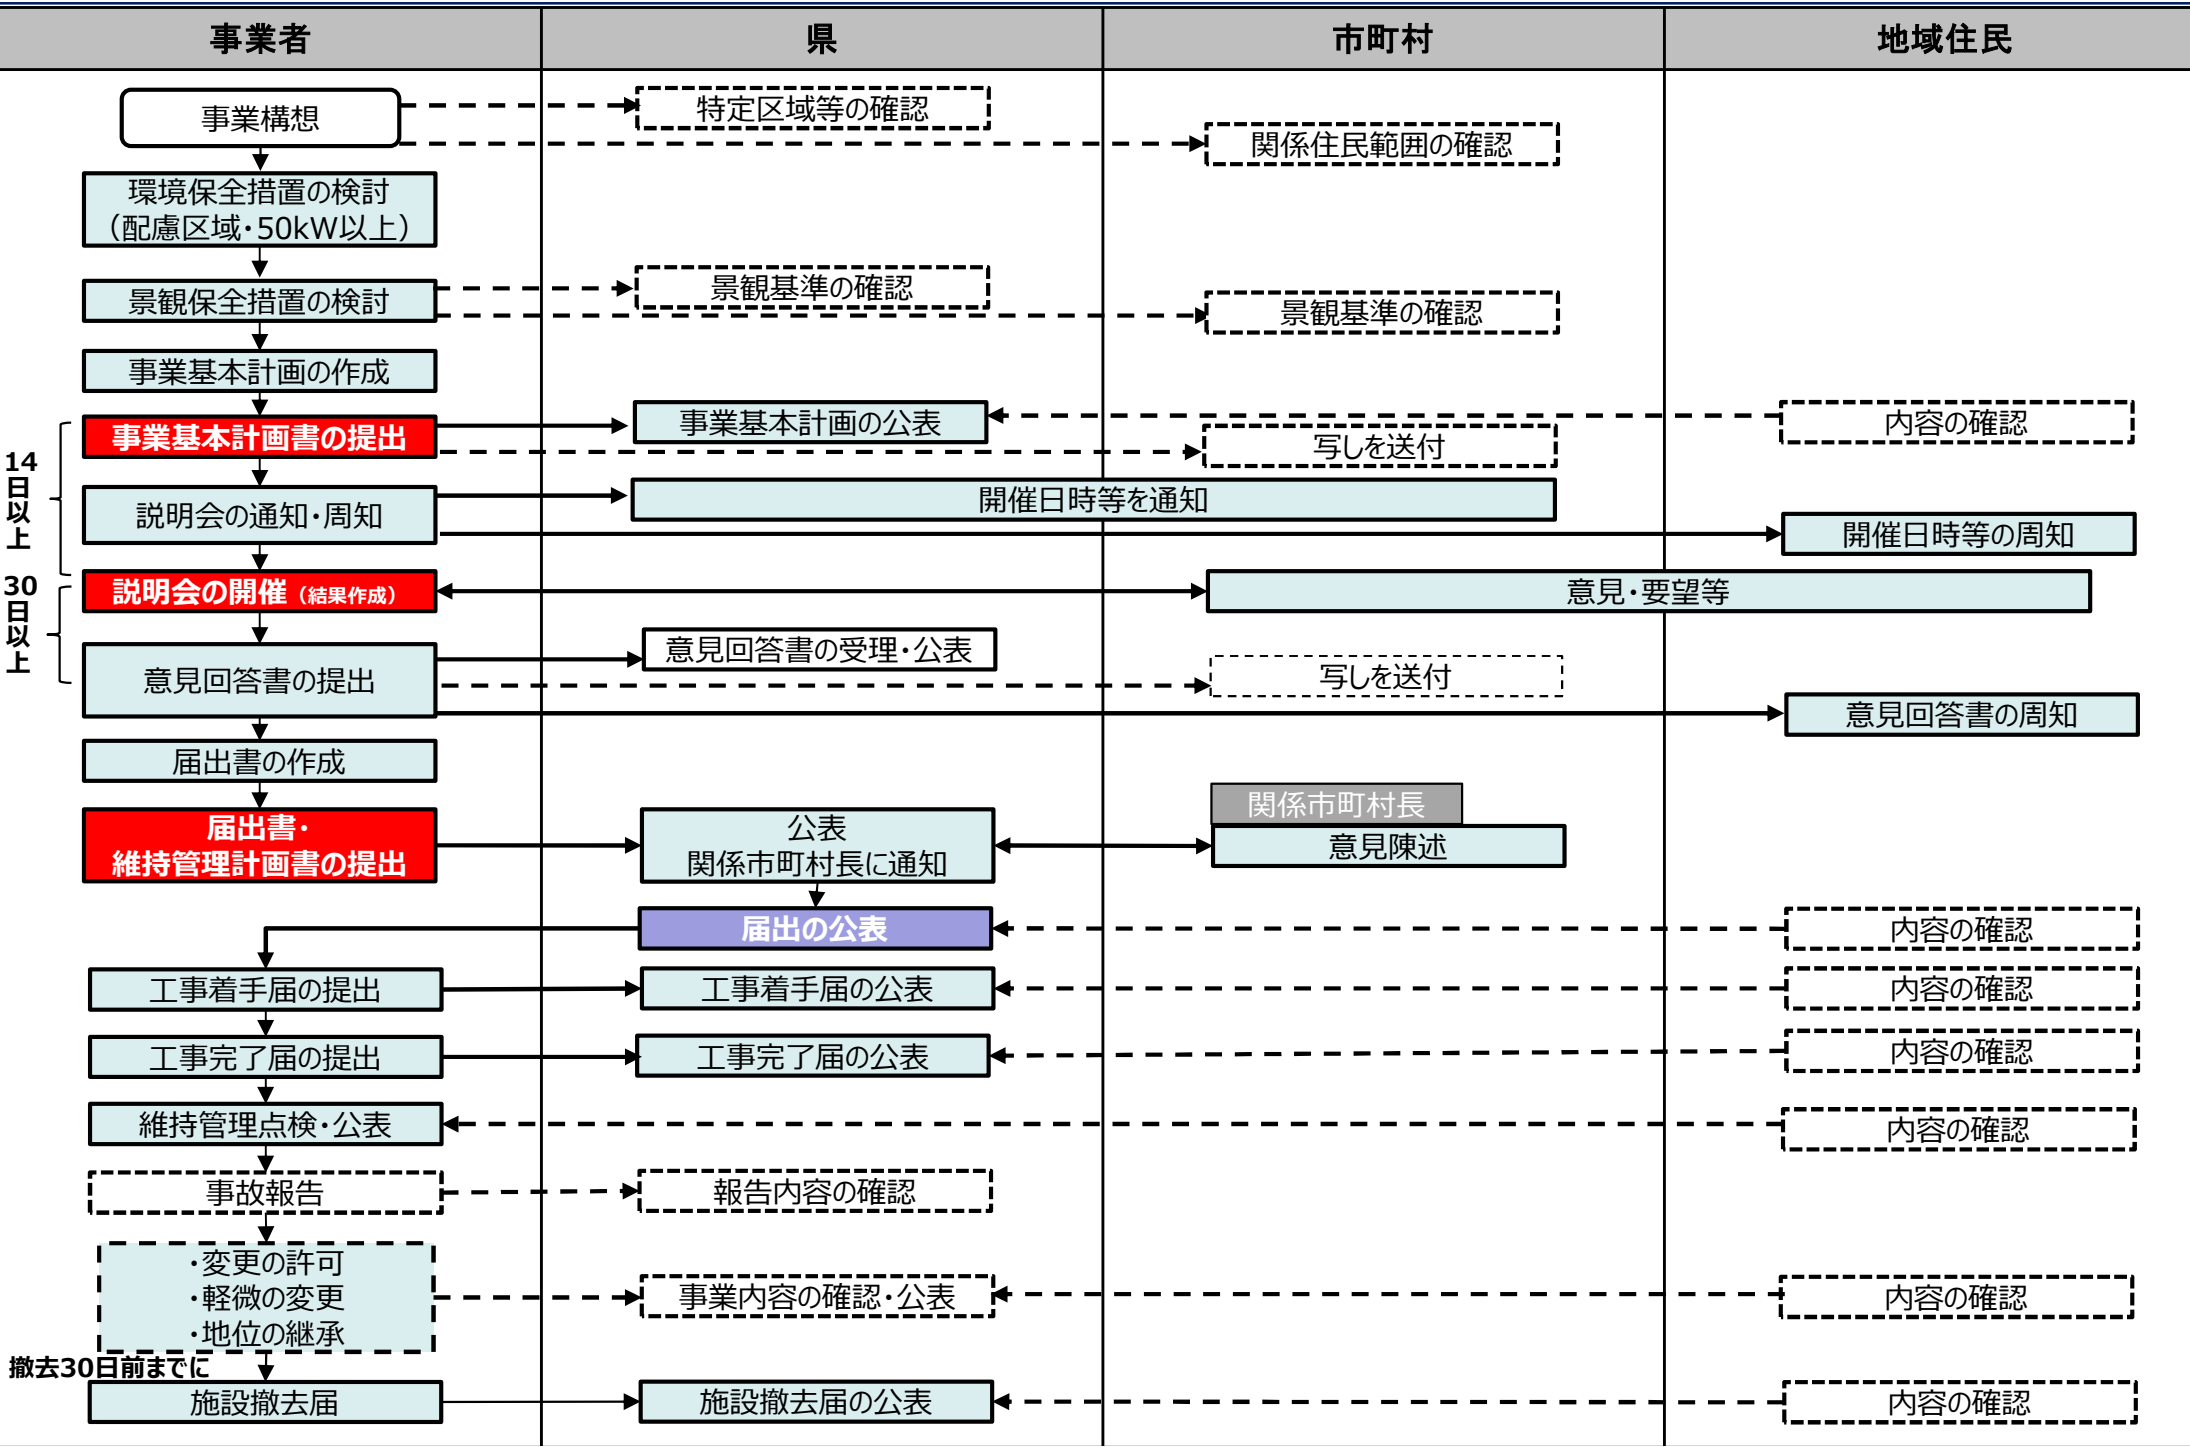 事業者
県
市町村
地域住民
事業構想
特定区域等の確認
関係住民範囲の確認
環境保全措置の検討
（配慮区域・50kW以上）
景観保全措置の検討
景観基準の確認
景観基準の確認
事業基本計画の作成
事業基本計画書の提出
事業基本計画の公表
内容の確認
写しを送付
14日以上
説明会の通知・周知
開催日時等を通知
開催日時等の周知
説明会の開催（結果作成）
意見・要望等
30日以上
意見回答書の提出
意見回答書の受理・公表
写しを送付
意見回答書の周知
届出書の作成
届出書・
維持管理計画書の提出
公表
関係市町村長に通知
関係市町村長
意見陳述
届出の公表
内容の確認
工事着手届の提出
工事着手届の公表
内容の確認
工事完了届の提出
工事完了届の公表
内容の確認
維持管理点検・公表
内容の確認
事故報告
報告内容の確認
・変更の許可
・軽微の変更
・地位の継承
事業内容の確認・公表
内容の確認
撤去30日前までに
施設撤去届
施設撤去届の公表
内容の確認